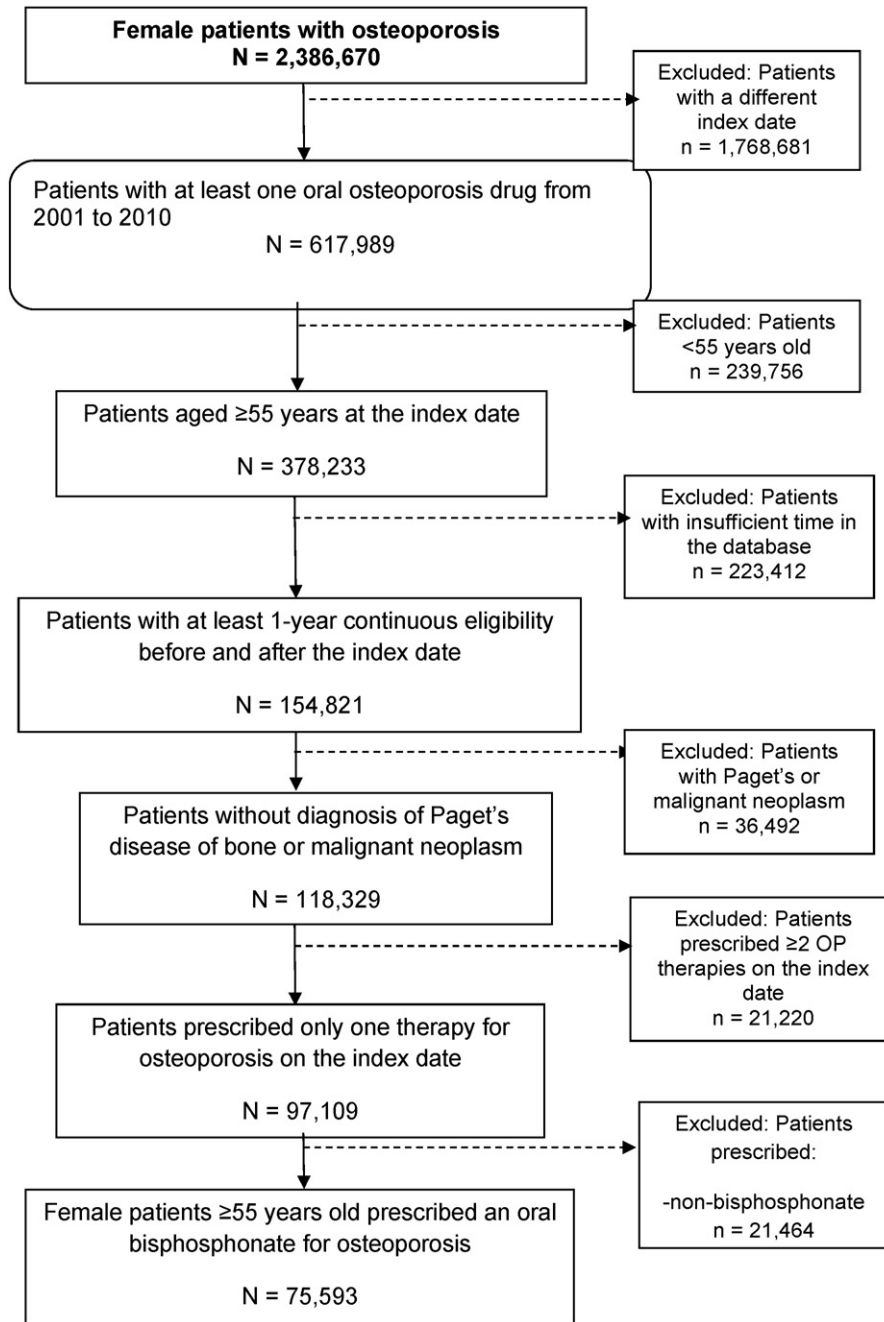 Female patients with osteoporosis
N = 2,386,670
Excluded: Patients
with a different
index date
n = 1,768,681
Patients with at least one oral osteoporosis drug from
2001 to 2010
N = 617,989
Excluded: Patients
<55 years old
n = 239,756
Patients aged ≥55 years at the index date
N = 378,233
Excluded: Patients
with insufficient time in
the database
n = 223,412
Patients with at least 1-year continuous eligibility
before and after the index date
N = 154,821
Excluded: Patients
with Paget's or
malignant neoplasm
n = 36,492
Patients without diagnosis of Paget's
disease of bone or malignant neoplasm
N = 118,329
Excluded: Patients
prescribed ≥2 OP
therapies on the index
date
n = 21,220
Patients prescribed only one therapy for
osteoporosis on the index date
N = 97,109
Excluded: Patients
prescribed:
-non-bisphosphonate
n = 21,464
Female patients ≥55 years old prescribed an oral
bisphosphonate for osteoporosis
N = 75,593